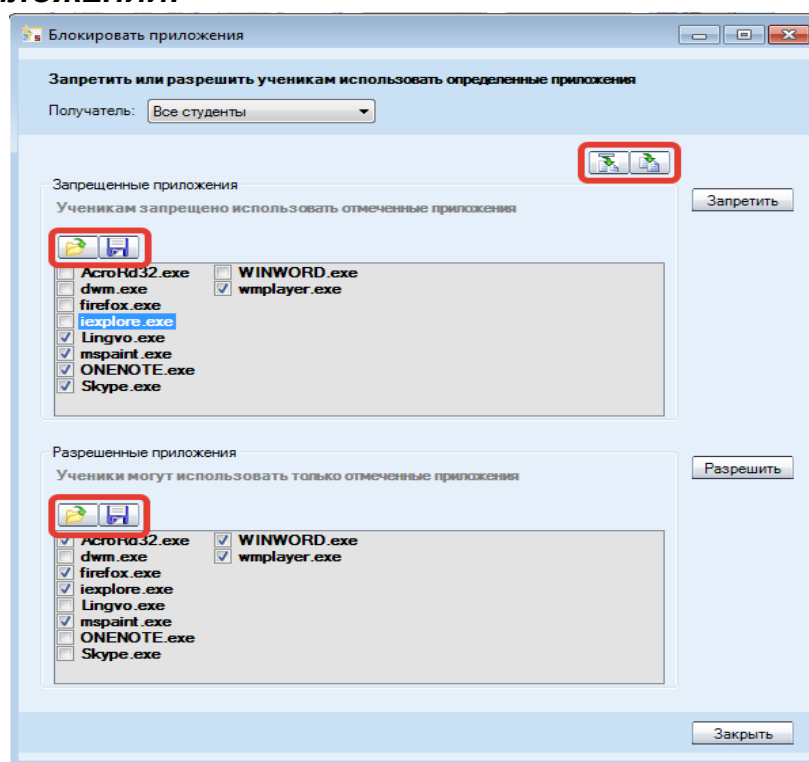 Блокировать приложения
Запретить или разрешить ученикам использовать определенные приложения
Получатель: Все студенты
Запрещенные приложения
Ученикам запрещено использовать отмеченные приложения
Запретить
AcroRd32.exe WINWORD.exe
dwm.exe wmplayer.exe
firefox.exe
iexplore.exe
Lingvo.exe
mspaint.exe
ONENOTE.exe
Skype.exe
Разрешенные приложения
Ученики могут использовать только отмеченные приложения
Разрешить
AcroRd32.exe WINWORD.exe
dwm.exe wmplayer.exe
firefox.exe
iexplore.exe
Lingvo.exe
mspaint.exe
ONENOTE.exe
Skype.exe
Закрыть